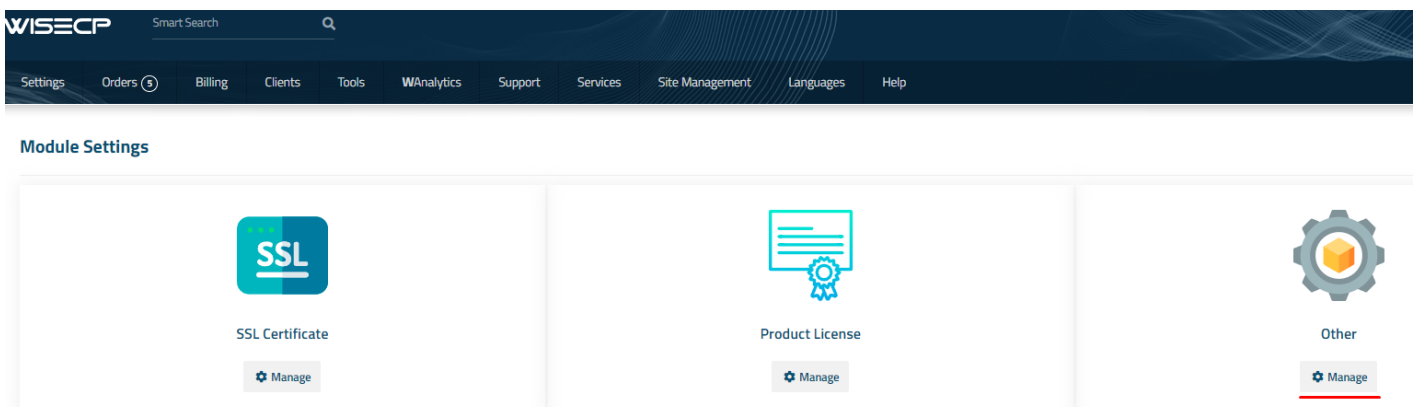 WISECP Smart Search
Settings Orders 5 Billing Clients Tools WAnalytics Support Services Site Management Languages Help
Module Settings
SSL
SSL Certificate Product License Other
Manage Manage Manage